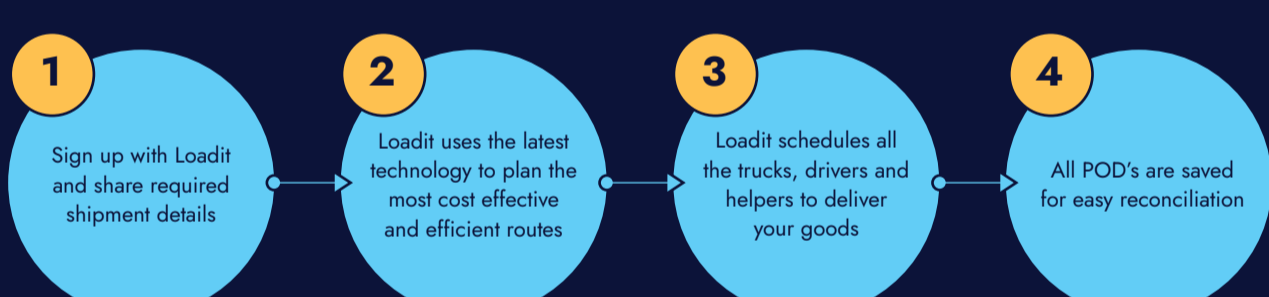 1
Sign up with Loadit
and share required
shipment details
2
Loadit uses the latest
technology to plan the
most cost effective
and efficient routes
3
Loadit schedules all
the trucks, drivers and
helpers to deliver
your goods
4
All POD's are saved
for easy reconciliation